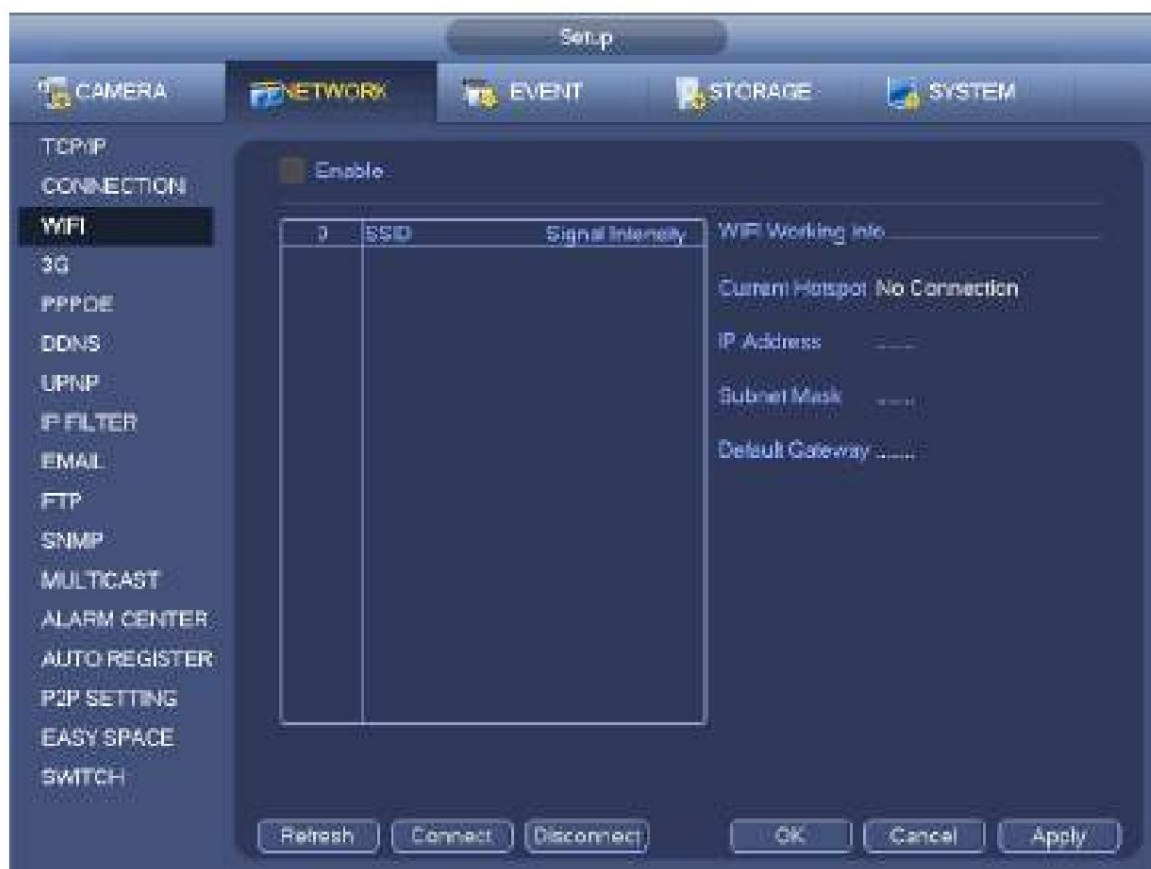 Setup
CAMERA NETWORK EVENT STORAGE SYSTEM
TCP/IP
CONNECTION
WIFI
3G
PPPOE
DDNS
UPNP
IP FILTER
EMAIL
FTP
SNMP
MULTICAST
ALARM CENTER
AUTO REGISTER
P2P SETTING
EASY SPACE
SWITCH
Enable
0 SSID Signal Intensity
WIFI Working Info
Current Hotspot No Connection
IP Address
Subnet Mask
Default Gateway
Refresh Connect Disconnect OK Cancel Apply